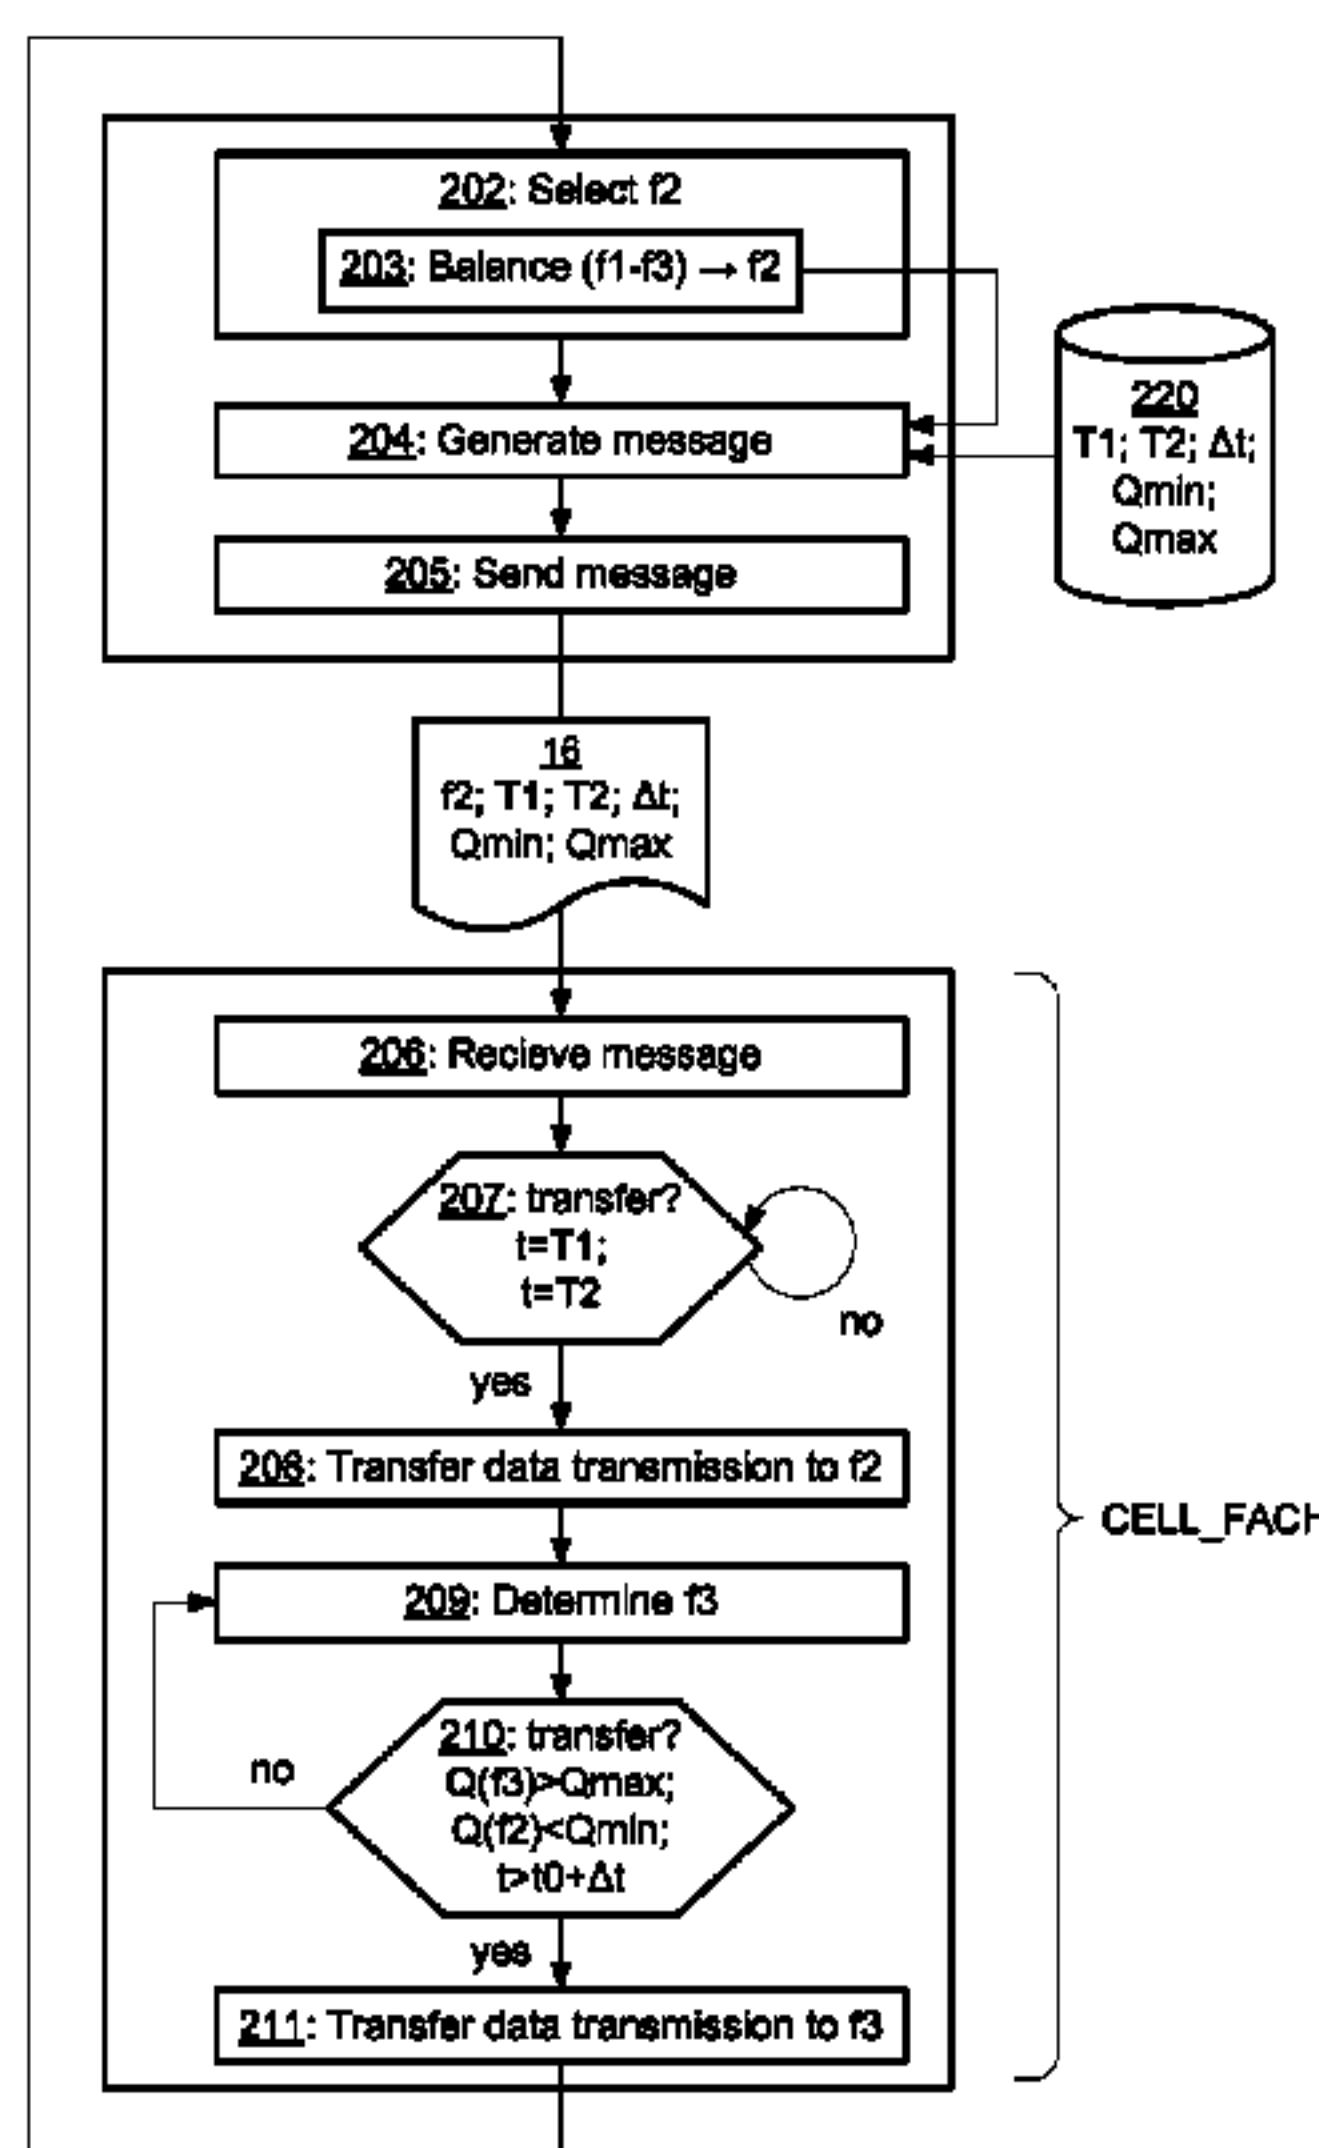 202: Select f2
203: Balance (f1-f3) → f2
204: Generate message
205: Send message
220
T1; T2; Δt;
Qmin;
Qmax
16
f2; T1; T2; Δt;
Qmin; Qmax
206: Recieve message
207: transfer?
t=T1;
t=T2
no
yes
208: Transfer data transmission to f2
209: Determine f3
210: transfer?
Q(f3)>Qmax;
Q(f2)<Qmin;
t>t0+Δt
no
yes
211: Transfer data transmission to f3
CELL_FACH